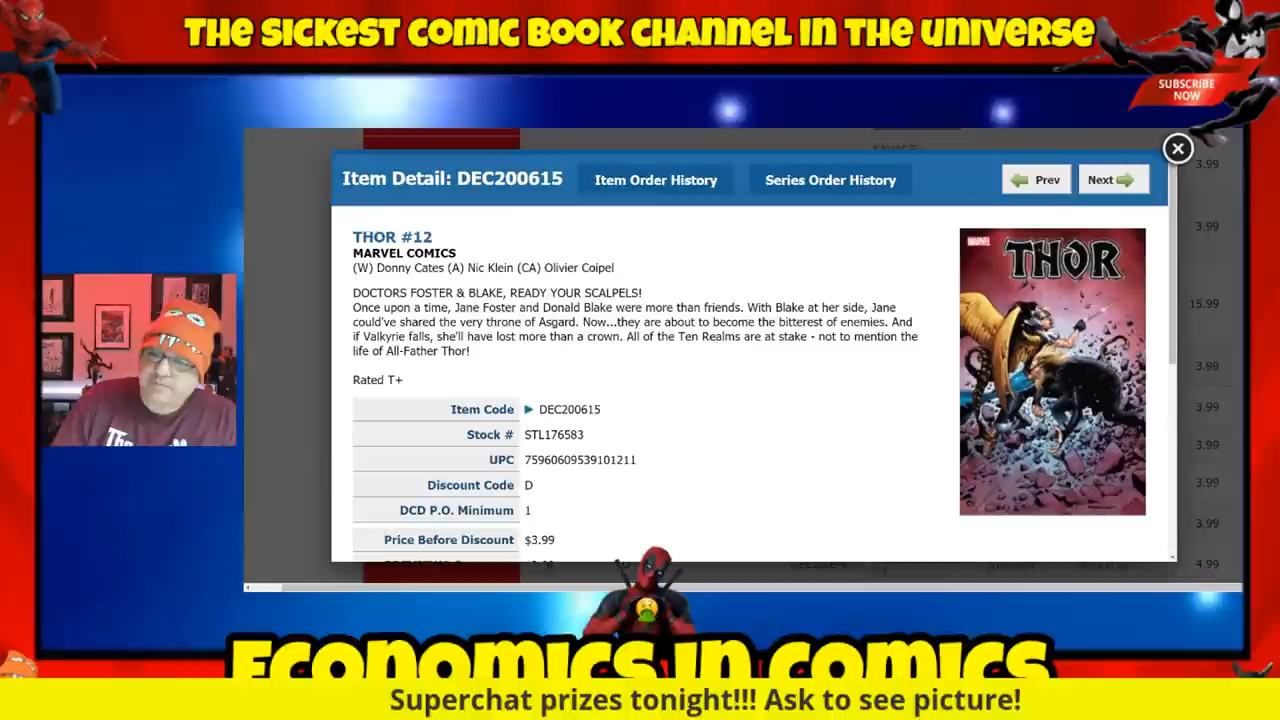 THE SICKEST COMIC BOOK CHANNEL IN THE UNIVERSE
SUBSCRIBE
NOW
3.99
Item Detail: DEC200615
Item Order History
Series Order History
Prev
Next
THOR #12
MARVEL COMICS
(W) Donny Cates (A) Nic Klein (CA) Olivier Coipel
DOCTORS FOSTER & BLAKE, READY YOUR SCALPELS!
Once upon a time, Jane Foster and Donald Blake were more than friends. With Blake at her side, Jane
could've shared the very throne of Asgard. Now...they are about to become the bitterest of enemies. And
if Valkyrie falls, she'll have lost more than a crown. All of the Ten Realms are at stake - not to mention the
life of All-Father Thor!
Rated T+
Item Code DEC200615
Stock # STL176583
UPC 75960609539101211
Discount Code D
DCD P.O. Minimum 1
Price Before Discount $3.99
MARVEL
THOR
3.99
15.99
3.99
3.99
3.99
3.99
3.99
4.99
ECONOMICS IN COMICS
Superchat prizes tonight!!! Ask to see picture!